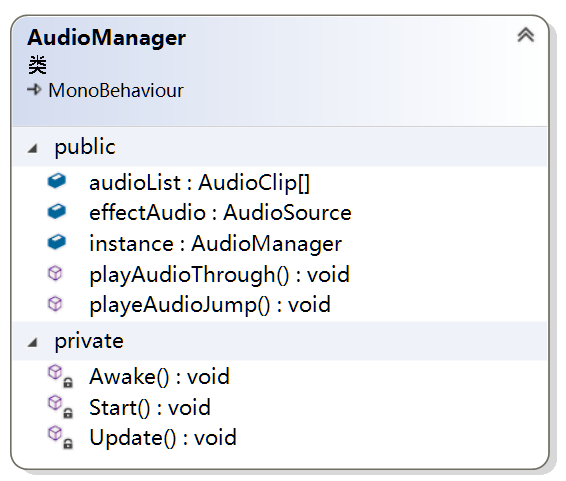 AudioManager
类
MonoBehaviour
public
audioList : AudioClip[]
effectAudio : AudioSource
instance : AudioManager
playAudioThrough() : void
playeAudioJump() : void
private
Awake() : void
Start() : void
Update() : void